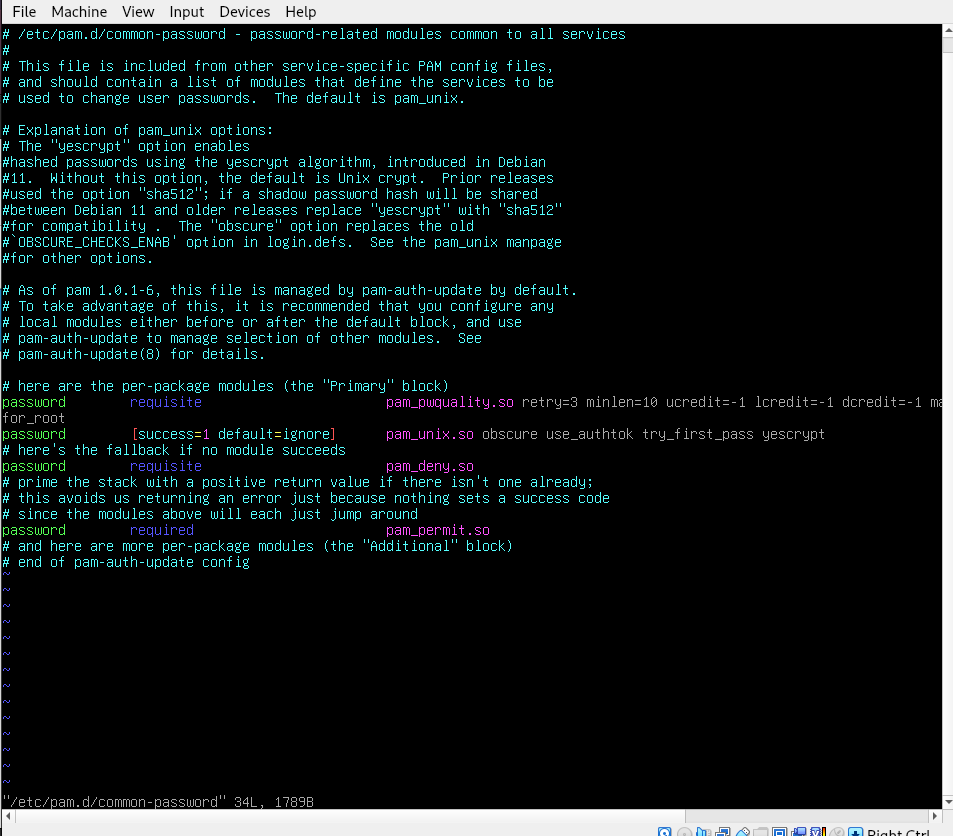 File Machine View Input Devices Help
# /etc/pam.d/common-password - password-related modules common to all services
#
# This file is included from other service-specific PAM config files,
# and should contain a list of modules that define the services to be
# used to change user passwords.  The default is pam_unix.
# Explanation of pam_unix options:
# The "yescrypt" option enables
#hashed passwords using the yescrypt algorithm, introduced in Debian
#11.  Without this option, the default is Unix crypt.  Prior releases
#used the option "sha512"; if a shadow password hash will be shared
#between Debian 11 and older releases replace "yescrypt" with "sha512"
#for compatibility .  The "obscure" option replaces the old
#`OBSCURE_CHECKS_ENAB' option in login.defs.  See the pam_unix manpage
#for other options.
# As of pam 1.0.1-6, this file is managed by pam-auth-update by default.
# To take advantage of this, it is recommended that you configure any
# local modules either before or after the default block, and use
# pam-auth-update to manage selection of other modules.  See
# pam-auth-update(8) for details.
# here are the per-package modules (the "Primary" block)
password requisite pam_pwquality.so retry=3 minlen=10 ucredit=-1 lcredit=-1 dcredit=-1 ma
for_root
password [success=1 default=ignore] pam_unix.so obscure use_authtok try_first_pass yescrypt
# here's the fallback if no module succeeds
password requisite pam_deny.so
# prime the stack with a positive return value if there isn't one already;
# this avoids us returning an error just because nothing sets a success code
# since the modules above will each just jump around
password required pam_permit.so
# and here are more per-package modules (the "Additional" block)
# end of pam-auth-update config
~
~
~
~
~
~
~
~
~
~
~
~
~
~
"/etc/pam.d/common-password" 34L, 1789B
Right Ctrl